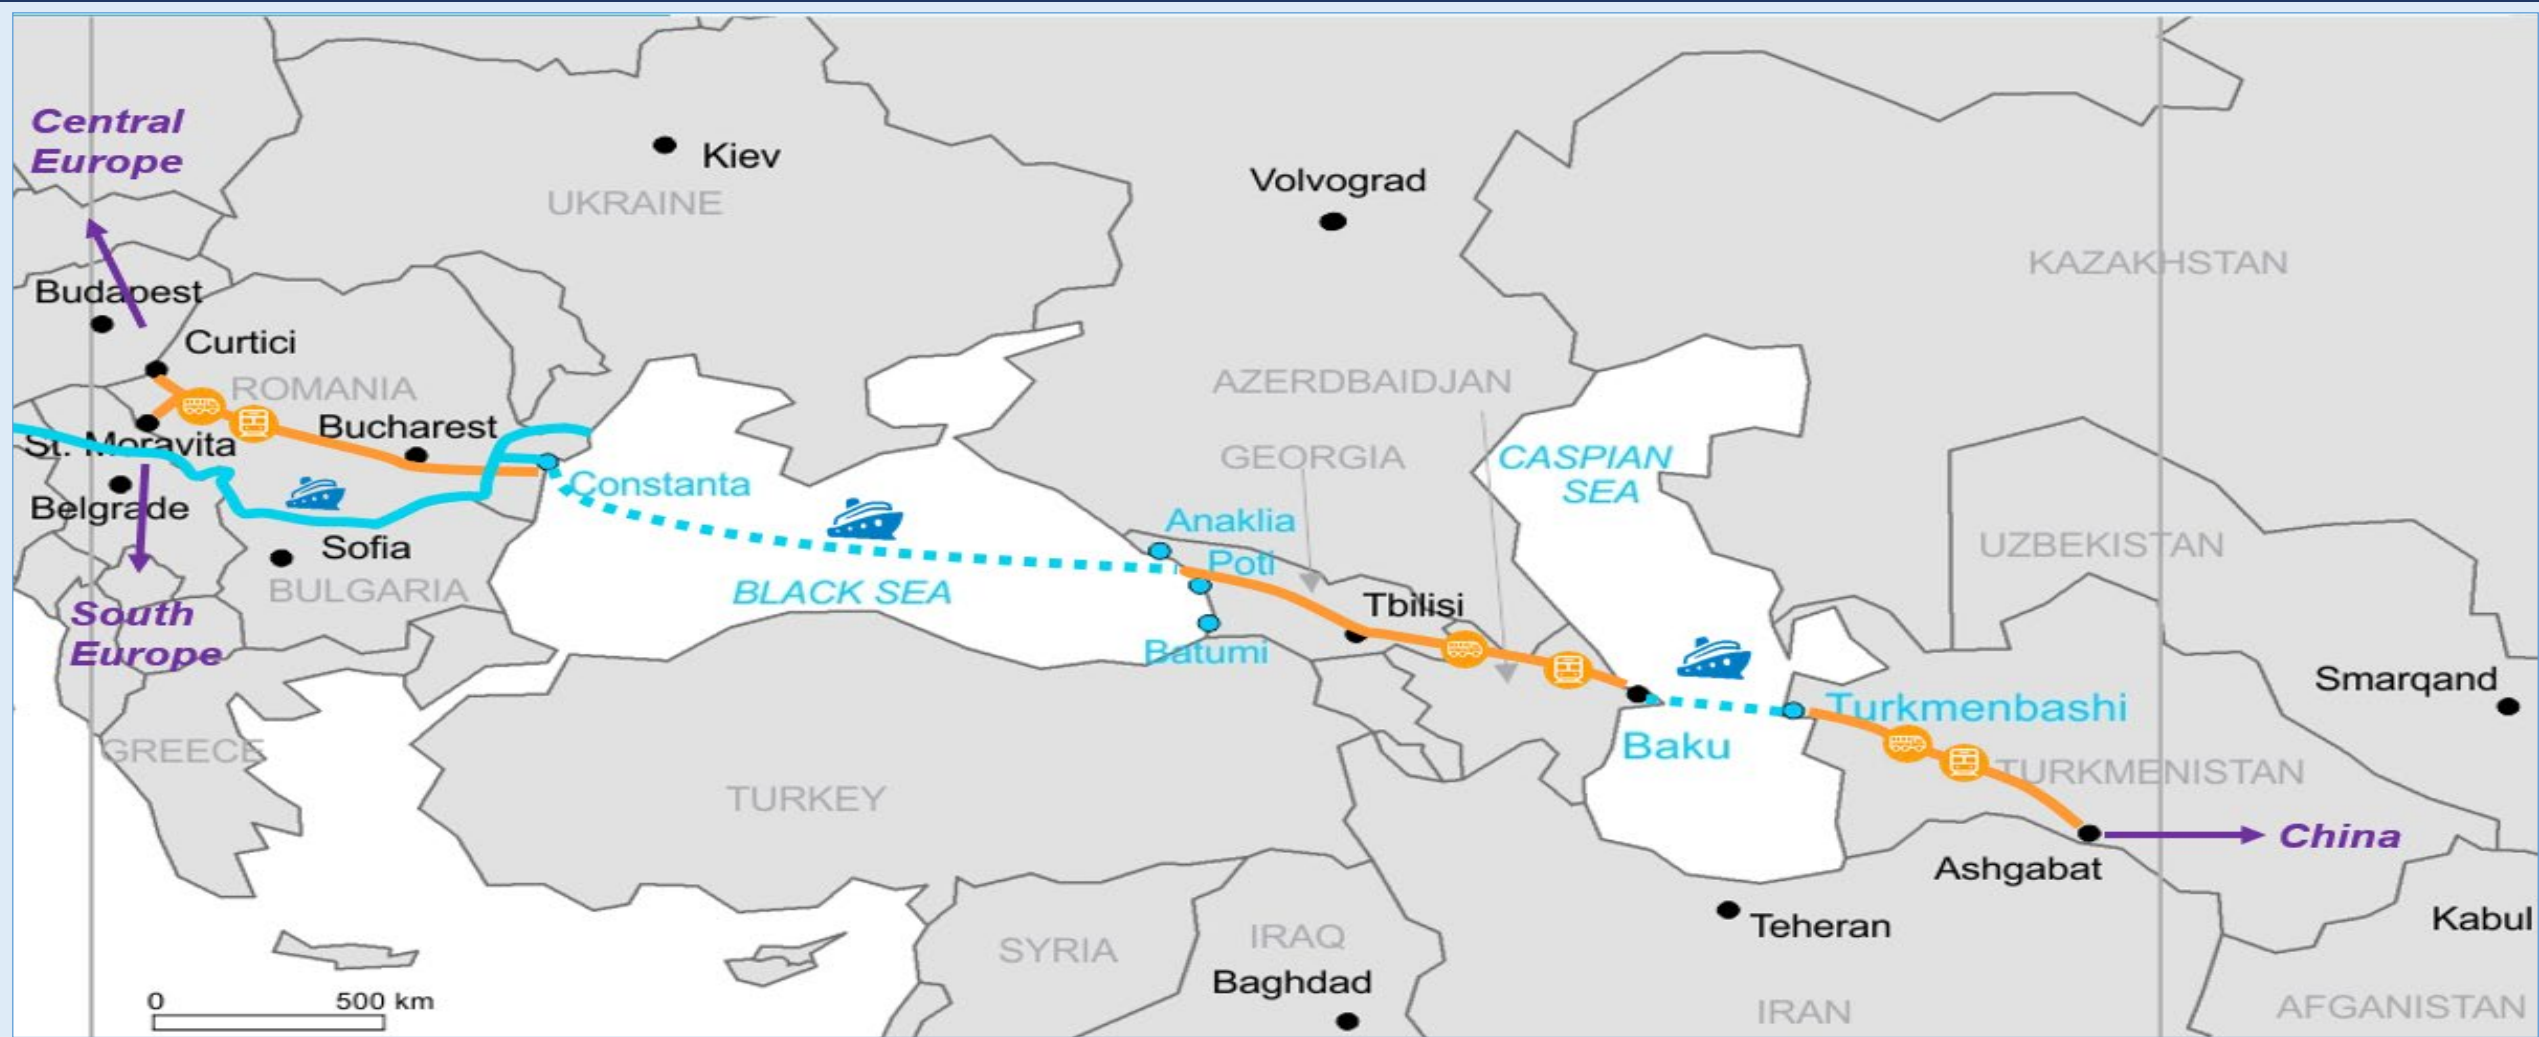 Central
Europe
Kiev
UKRAINE
Volvograd
KAZAKHSTAN
Budapest
Curtici
ROMANIA
AZERDBAIDJAN
Bucharest
St. Moravita
GEORGIA
CASPIAN
SEA
Constanta
Belgrade
Anaklia
Sofia
Poti
UZBEKISTAN
BULGARIA
BLACK SEA
South
Europe
Tbilisi
Batumi
Smarqand
Turkmenbashi
Baku
GREECE
TURKMENISTAN
TURKEY
China
Ashgabat
Teheran
Kabul
SYRIA
IRAQ
Baghdad
0 500 km
IRAN
AFGANISTAN